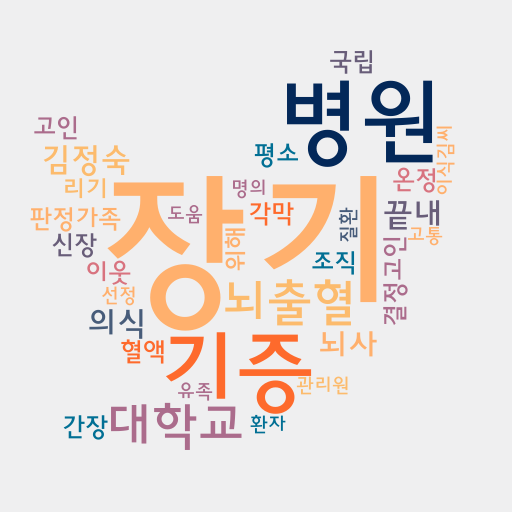 국립
병원
고인
김정숙
평소
이식김씨
리기
명의
온정
장기
판정가족
도움
각막
질환
끝내
신장
위해
고통
이웃
조직
결정고인
선정
뇌출혈
의식
뇌사
혈액
기증
유족
관리원
간장
대학교
환자